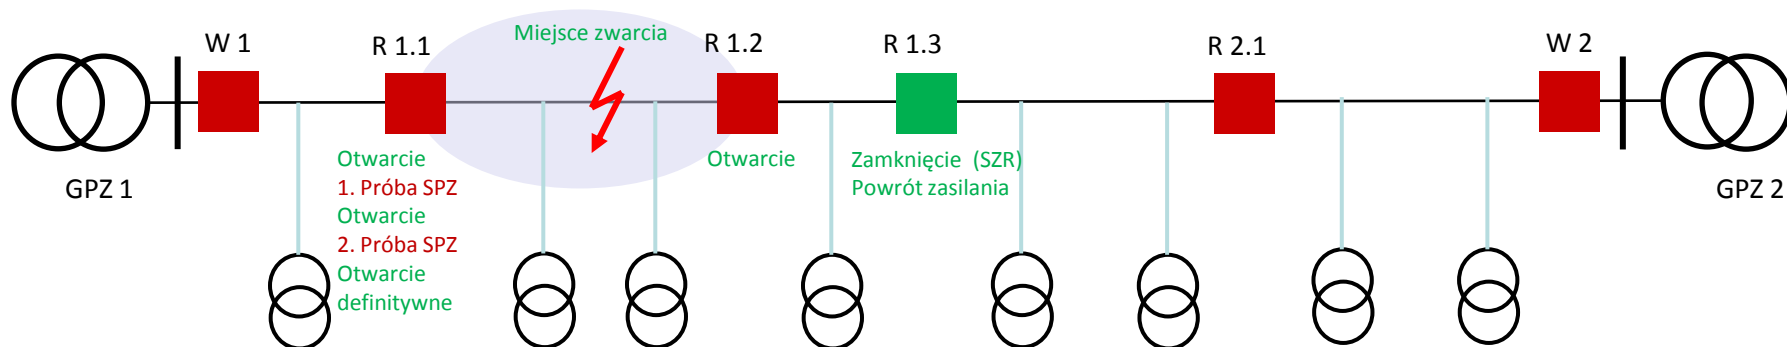 Miejsce zwarcia
W 1
R 1.1
R 1.2
R 1.3
R 2.1
W 2
Otwarcie
1. Próba SPZ
Otwarcie
2. Próba SPZ
Otwarcie
definitywne
Otwarcie
Zamknięcie (SZR)
Powrót zasilania
GPZ 1
GPZ 2